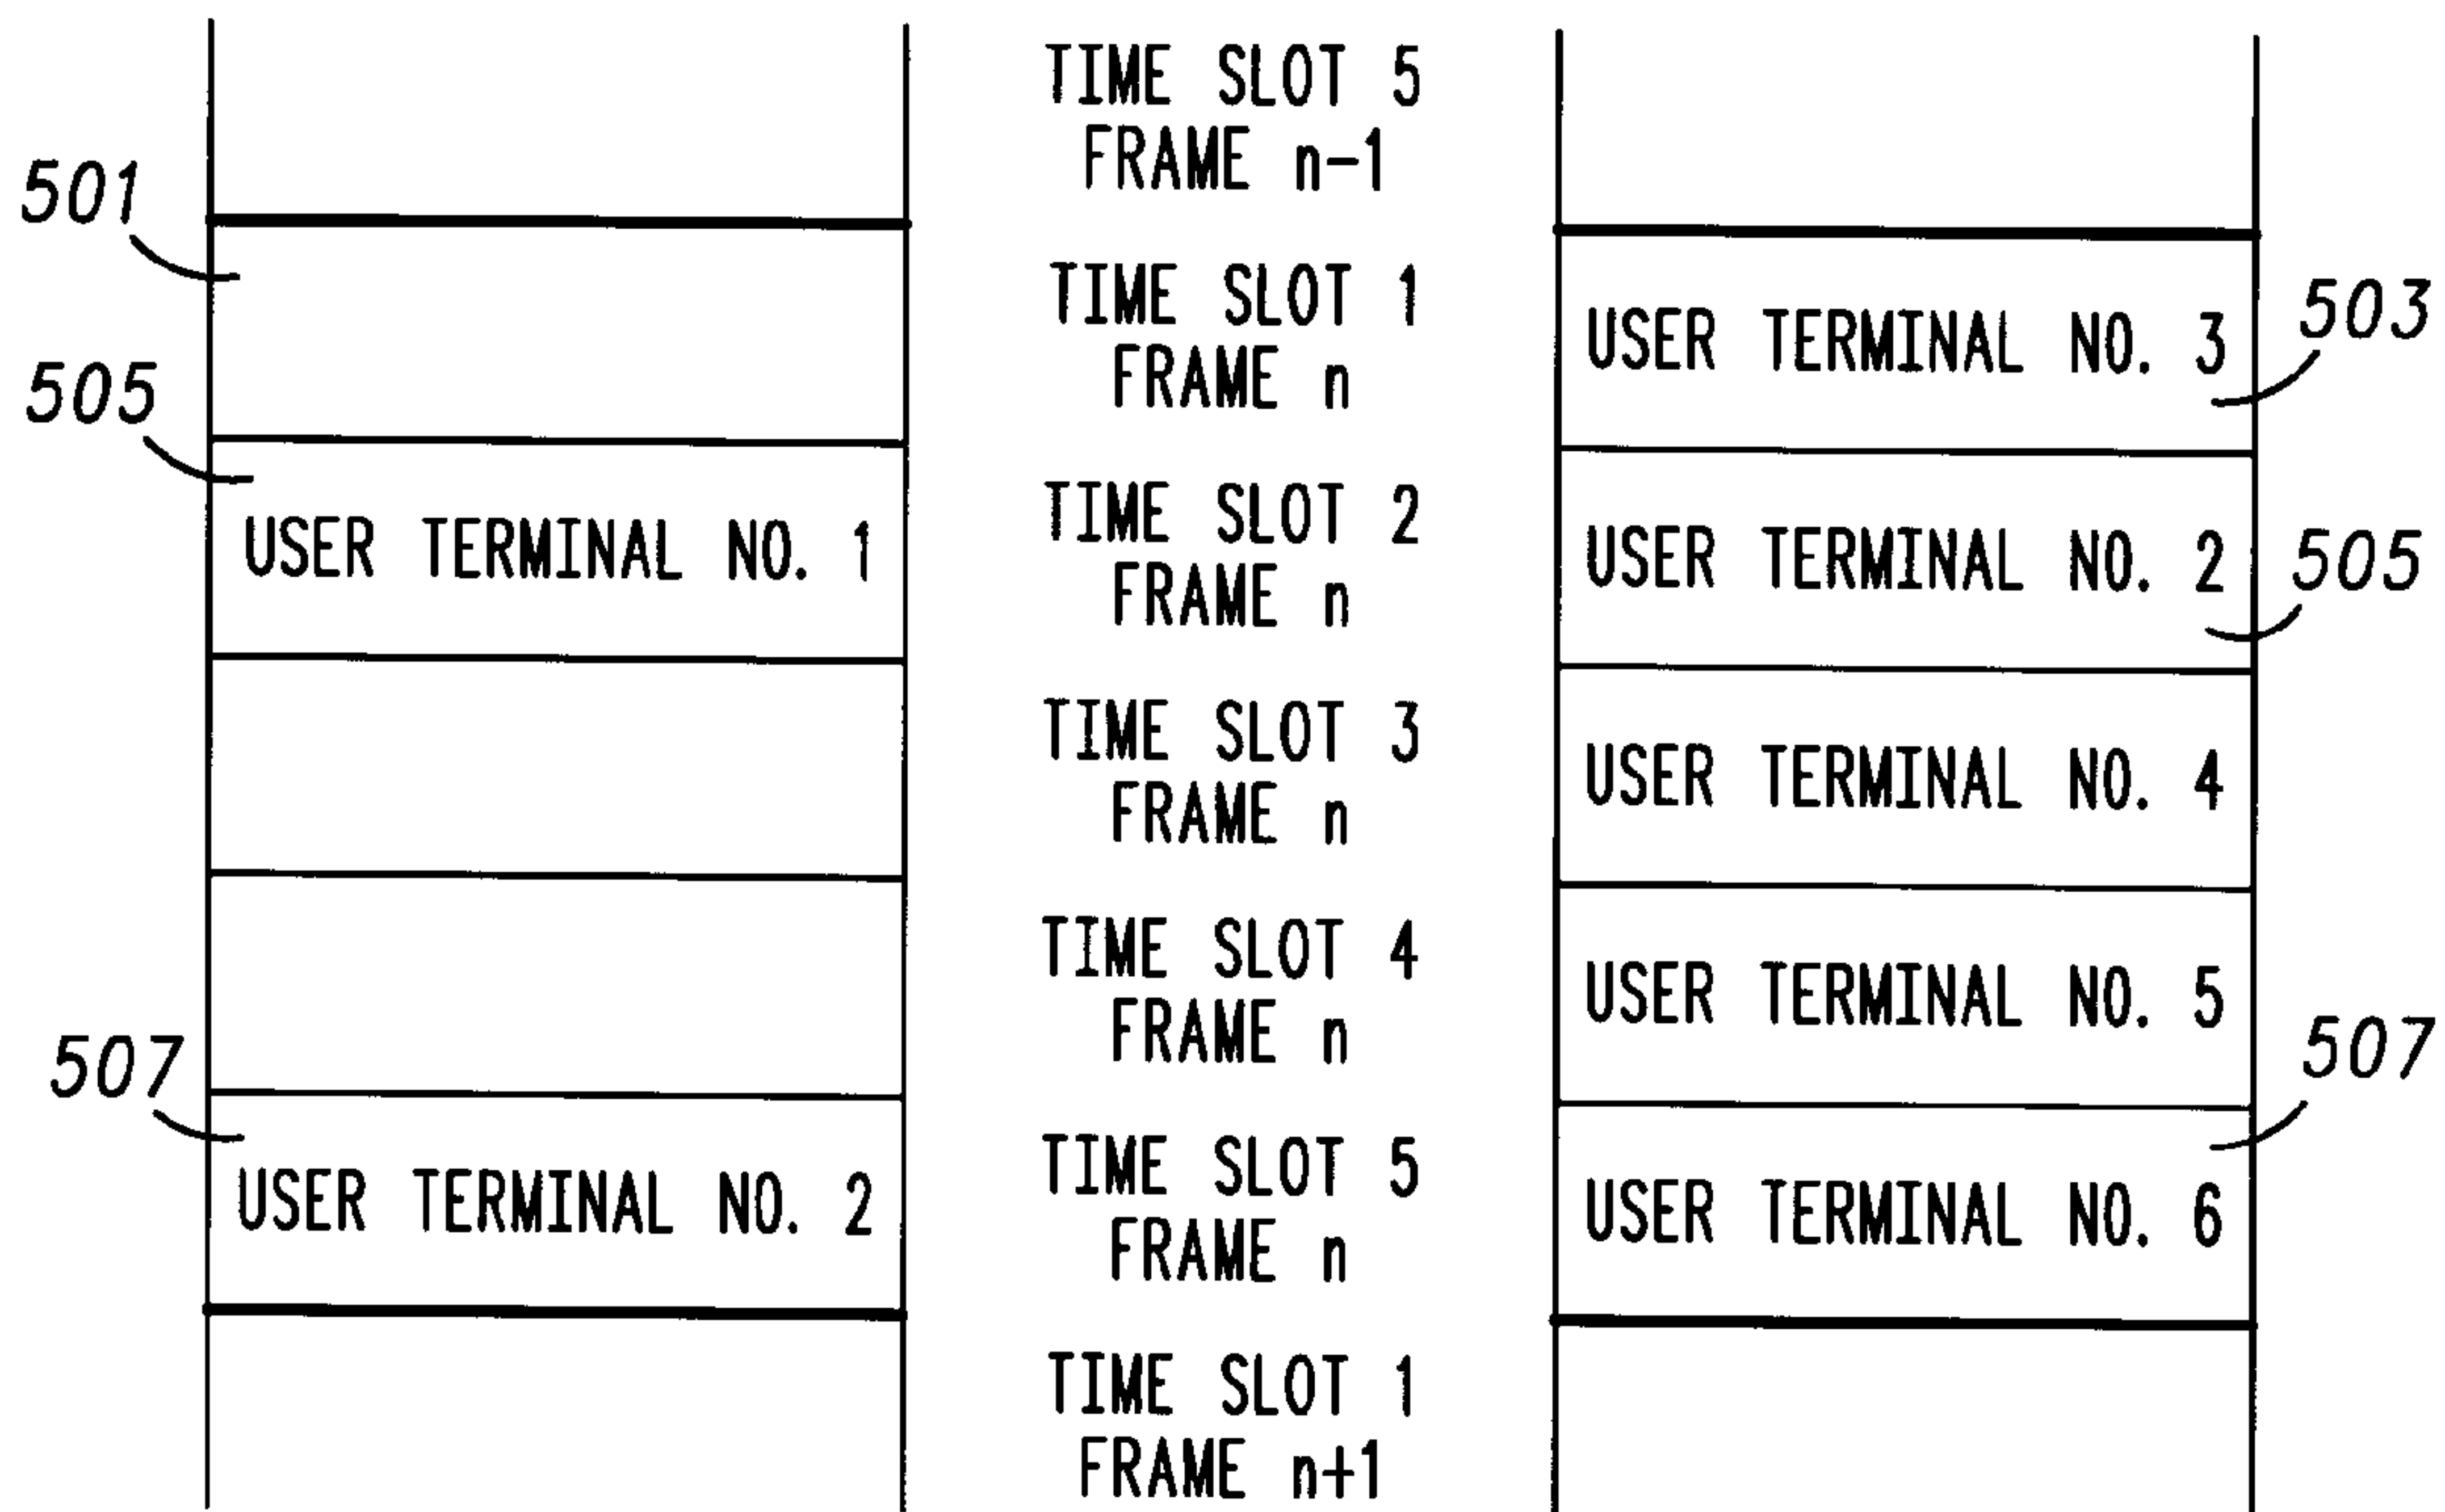 TIME SLOT 5
FRAME n-1
501
TIME SLOT 1
FRAME n
USER TERMINAL NO. 3
503
505
USER TERMINAL NO. 1
TIME SLOT 2
FRAME n
USER TERMINAL NO. 2
505
TIME SLOT 3
FRAME n
USER TERMINAL NO. 4
TIME SLOT 4
FRAME n
USER TERMINAL NO. 5
507
USER TERMINAL NO. 2
TIME SLOT 5
FRAME n
USER TERMINAL NO. 6
507
TIME SLOT 1
FRAME n+1